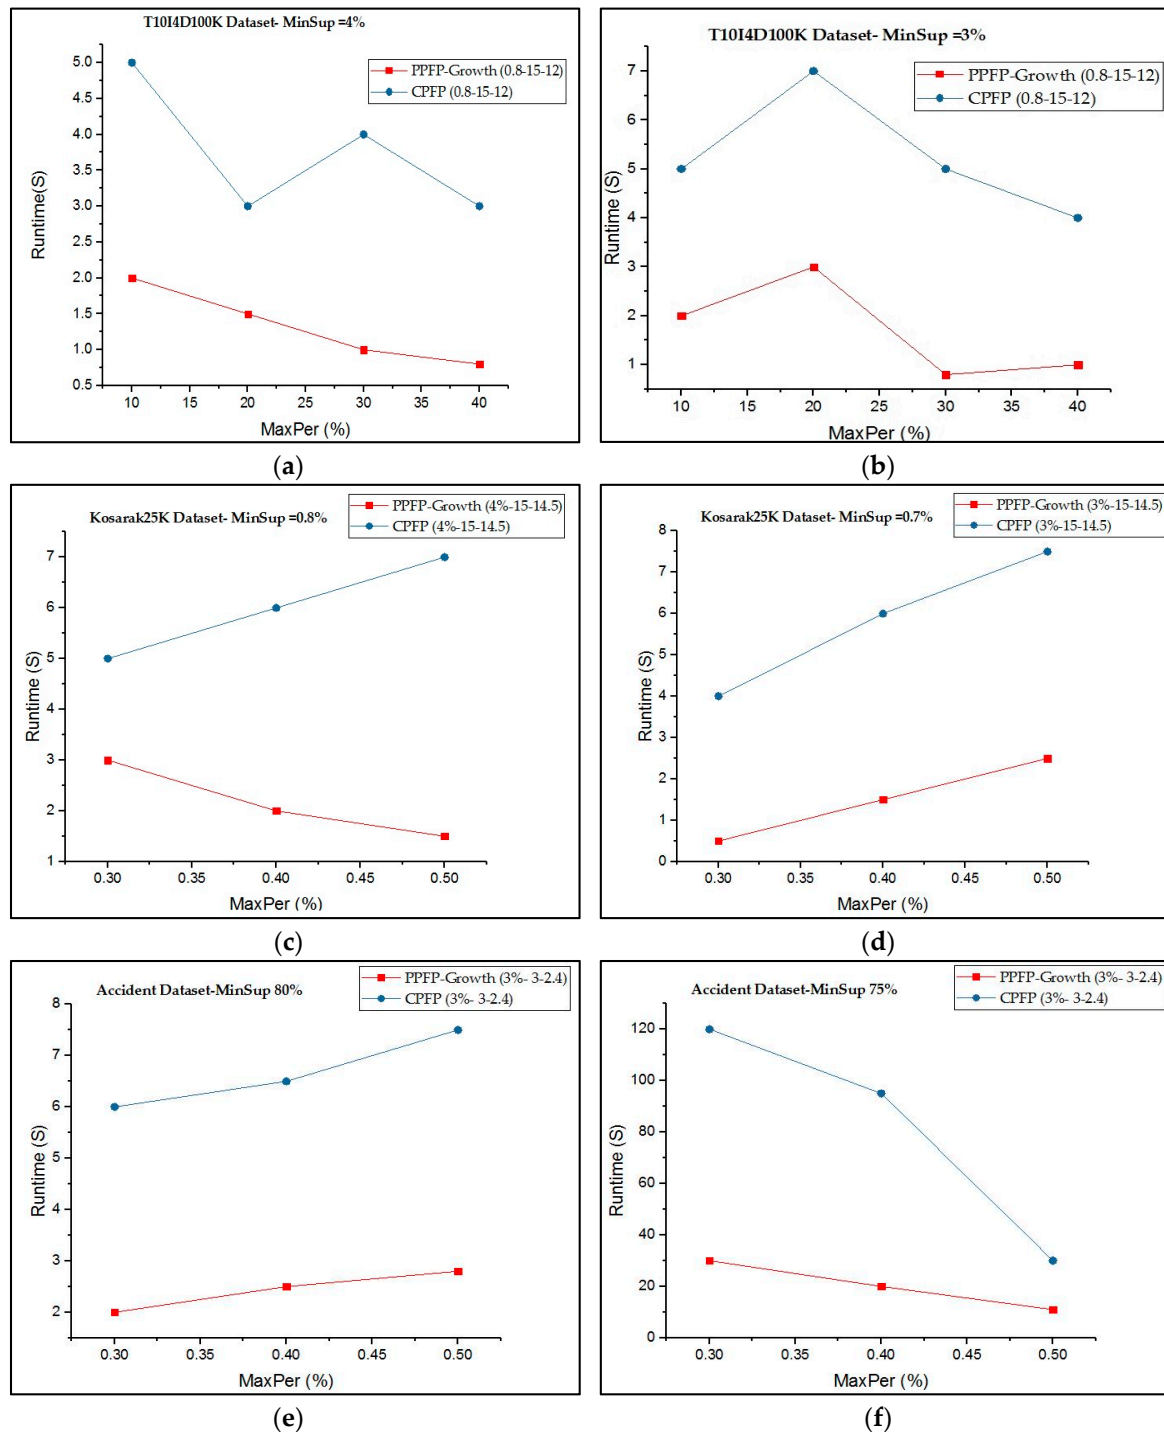 T10I4D100K Dataset- MinSup =4%
PPFP-Growth (0.8-15-12)
CPFP (0.8-15-12)
5.0
4.5
4.0
3.5
3.0
2.5
2.0
1.5
1.0
0.5
Runtime(S)
10 15 20 25 30 35 40
MaxPer (%)
(a)
T10I4D100K Dataset- MinSup =3%
PPFP-Growth (0.8-15-12)
CPFP (0.8-15-12)
7
6
5
4
3
2
1
Runtime (S)
10 15 20 25 30 35 40
MaxPer (%)
(b)
Kosarak25K Dataset- MinSup =0.8%
PPFP-Growth (4%-15-14.5)
CPFP (4%-15-14.5)
7
6
5
4
3
2
1
Runtime (S)
0.30 0.35 0.40 0.45 0.50
MaxPer (%)
(c)
Kosarak25K Dataset- MinSup =0.7%
PPFP-Growth (3%-15-14.5)
CPFP (3%-15-14.5)
8
7
6
5
4
3
2
1
0
Runtime (S)
0.30 0.35 0.40 0.45 0.50
MaxPer (%)
(d)
Accident Dataset-MinSup 80%
PPFP-Growth (3%- 3-2.4)
CPFP (3%- 3-2.4)
8
7
6
5
4
3
2
Runtime (S)
0.30 0.35 0.40 0.45 0.50
MaxPer (%)
(e)
Accident Dataset-MinSup 75%
PPFP-Growth (3%- 3-2.4)
CPFP (3%- 3-2.4)
120
100
80
60
40
20
0
Runtime (S)
0.30 0.35 0.40 0.45 0.50
MaxPer (%)
(f)